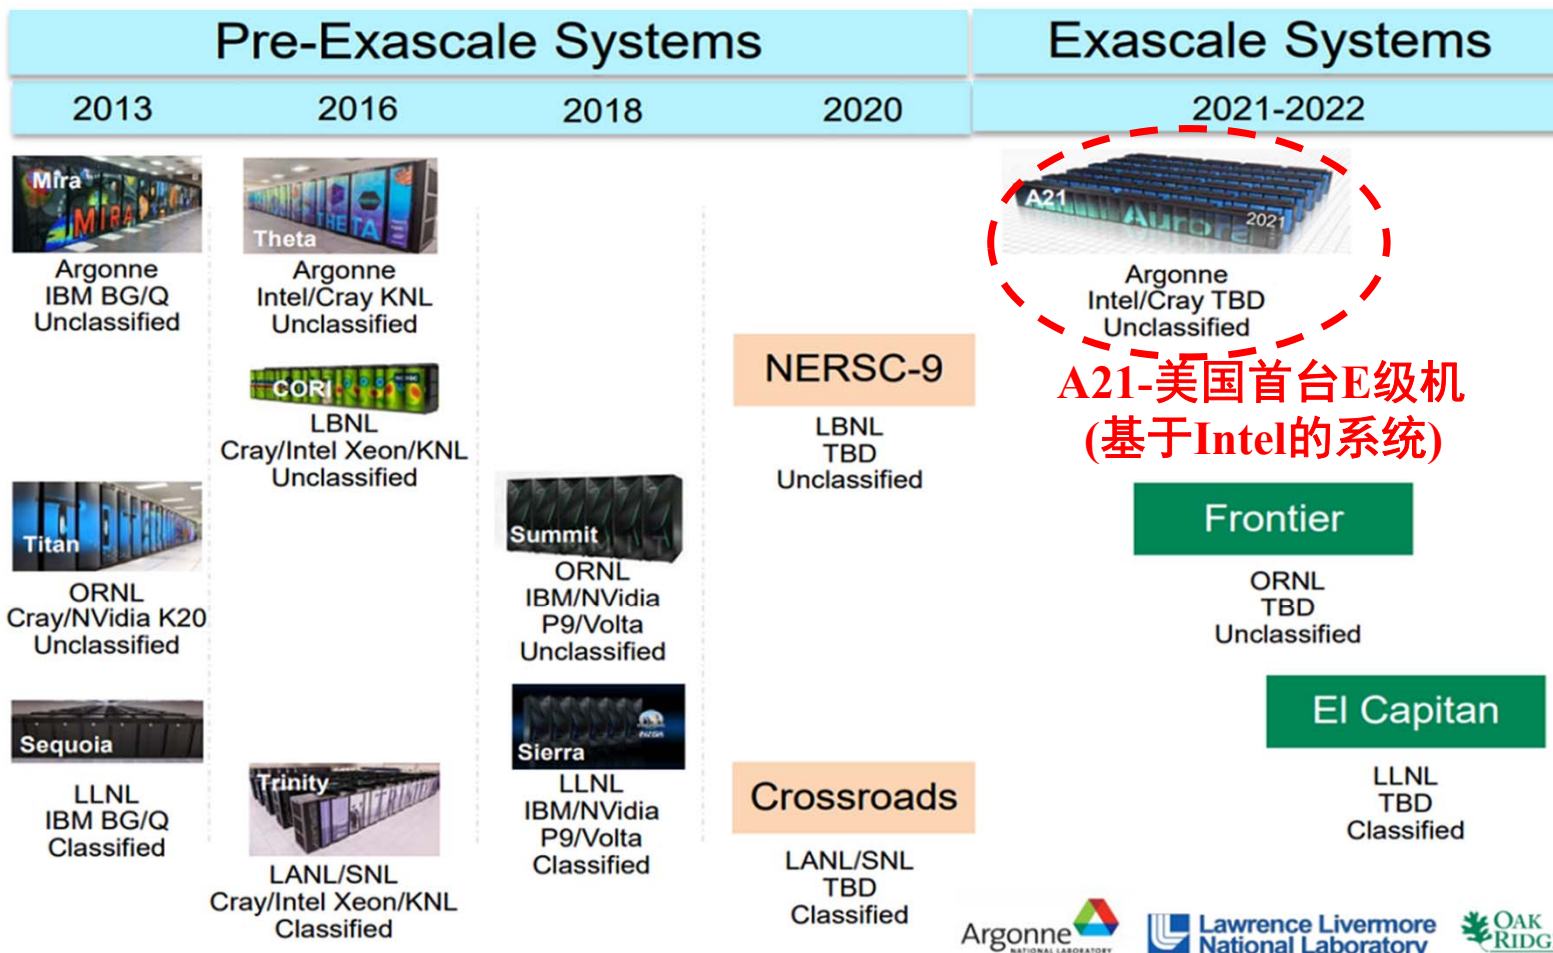 Pre-Exascale Systems
Exascale Systems
2013
2016
2018
2020
2021-2022
Mira
MIRA
Argonne
IBM BG/Q
Unclassified
Titan
ORNL
Cray/NVidia K20
Unclassified
Sequoia
LLNL
IBM BG/Q
Classified
THETA
Theta
Argonne
Intel/Cray KNL
Unclassified
CORI
LBNL
Cray/Intel Xeon/KNL
Unclassified
Trinity
TRINITY
LANL/SNL
Cray/Intel Xeon/KNL
Classified
Summit
ORNL
IBM/NVidia
P9/Volta
Unclassified
Sierra
LLNL
IBM/NVidia
P9/Volta
Classified
NERSC-9
LBNL
TBD
Unclassified
Crossroads
LANL/SNL
TBD
Classified
A21
Aurora
2021
Argonne
Intel/Cray TBD
Unclassified
A21-美国首台E级机
(基于Intel的系统)
Frontier
ORNL
TBD
Unclassified
El Capitan
LLNL
TBD
Classified
Argonne
NATIONAL LABORATORY
Lawrence Livermore
National Laboratory
OAK
RIDG